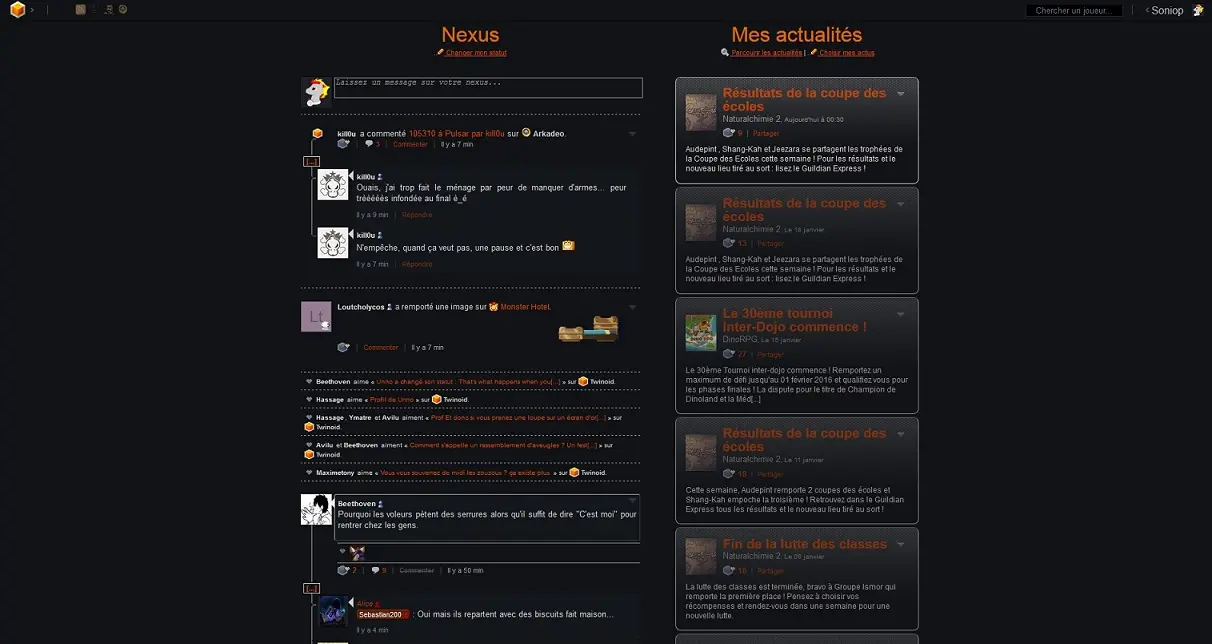 Chercher un joueur...
Soniop
Nexus
Changer mon statut
Laissez un message sur votre nexus...
kill0u a commenté 105310 à Pulsar par kill0u sur Arkadeo.
3 | Commenter | Il y a 7 min
[...]
kill0u
Ouais, j'ai trop fait le ménage par peur de manquer d'armes... peur
trééééès infondée au final é_è
Il y a 9 min | Répondre
kill0u
N'empêche, quand ça veut pas, une pause et c'est bon
Il y a 7 min | Répondre
Lt
Loutcholycos a remporté une image sur Monster Hotel.
Commenter | Il y a 7 min
Beethoven aime « Unno a changé son statut : That's what happens when you[...] » sur Twinoid.
Hassage aime « Profil de Unno » sur Twinoid.
Hassage, Ymatre et Avilu aiment « Prof Et donc si vous prenez une loupe sur un écran d'or[...] » sur
Twinoid.
Avilu et Beethoven aiment « Comment s'appelle un rassemblement d'aveugles ? Un fest[...] » sur
Twinoid.
Maximetony aime « Vous vous souvenez de modi les zouzous ? ça existe plus » sur Twinoid.
Beethoven
Pourquoi les voleurs pètent des serrures alors qu'il suffit de dire "C'est moi" pour
rentrer chez les gens.
2 | 9 | Commenter | Il y a 50 min
[...]
Alice
Sebastian200 : Oui mais ils repartent avec des biscuits fait maison...
Il y a 4 min
Mes actualités
Parcourir les actualités | Choisir mes actus
Résultats de la coupe des
écoles
Naturalchimie 2, Aujourd'hui à 00:30
9 | Partager
Audepint , Shang-Kah et Jeezara se partagent les trophées de
la Coupe des Ecoles cette semaine ! Pour les résultats et le
nouveau lieu tiré au sort : lisez le Guildian Express !
Résultats de la coupe des
écoles
Naturalchimie 2, Le 18 janvier
13 | Partager
Audepint , Shang-Kah et Jeezara se partagent les trophées de
la Coupe des Ecoles cette semaine ! Pour les résultats et le
nouveau lieu tiré au sort : lisez le Guildian Express !
Le 30ème tournoi
Inter-Dojo commence !
DinoRPG, Le 15 janvier
27 | Partager
Le 30ème Tournoi inter-dojo commence ! Remportez un
maximum de défi jusqu'au 01 février 2016 et qualifiez vous pour
les phases finales ! La dispute pour le titre de Champion de
Dinoland et la Méd[...]
Résultats de la coupe des
écoles
Naturalchimie 2, Le 11 janvier
18 | Partager
Cette semaine, Audepint remporte 2 coupes des écoles et
Shang-Kah empoche la troisième ! Retrouvez dans le Guildian
Express tous les résultats et le nouveau lieu tiré au sort !
Fin de la lutte des classes
Naturalchimie 2, Le 09 janvier
16 | Partager
La lutte des classes est terminée, bravo à Groupe Ismor qui
remporte la première place ! Pensez à choisir vos
récompenses et rendez-vous dans une semaine pour une
nouvelle lutte.